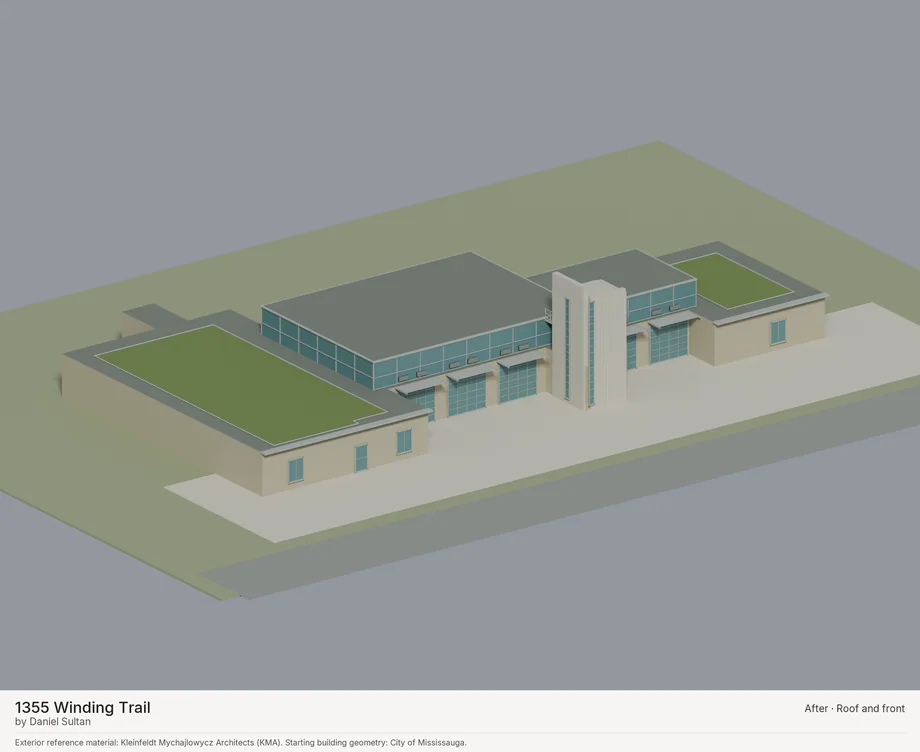 1355 Winding Trail
by Daniel Sultan
After · Roof and front
Exterior reference material: Kleinfeldt Mychajlowycz Architects (KMA). Starting building geometry: City of Mississauga.